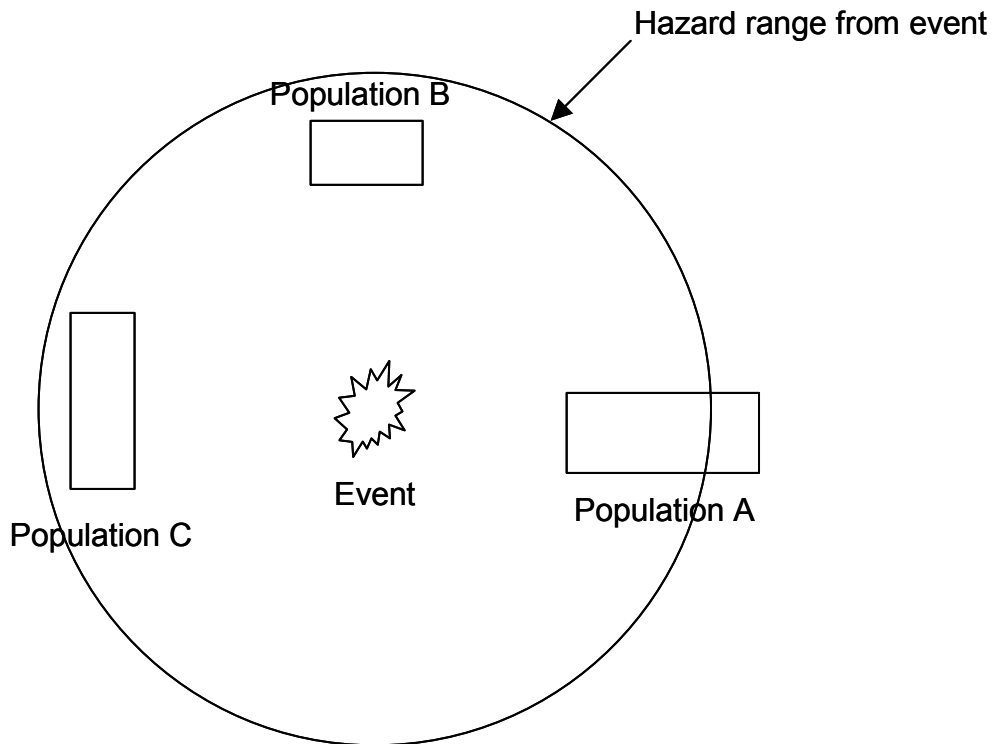 Hazard range from event
Population B
Event
Population A
Population C